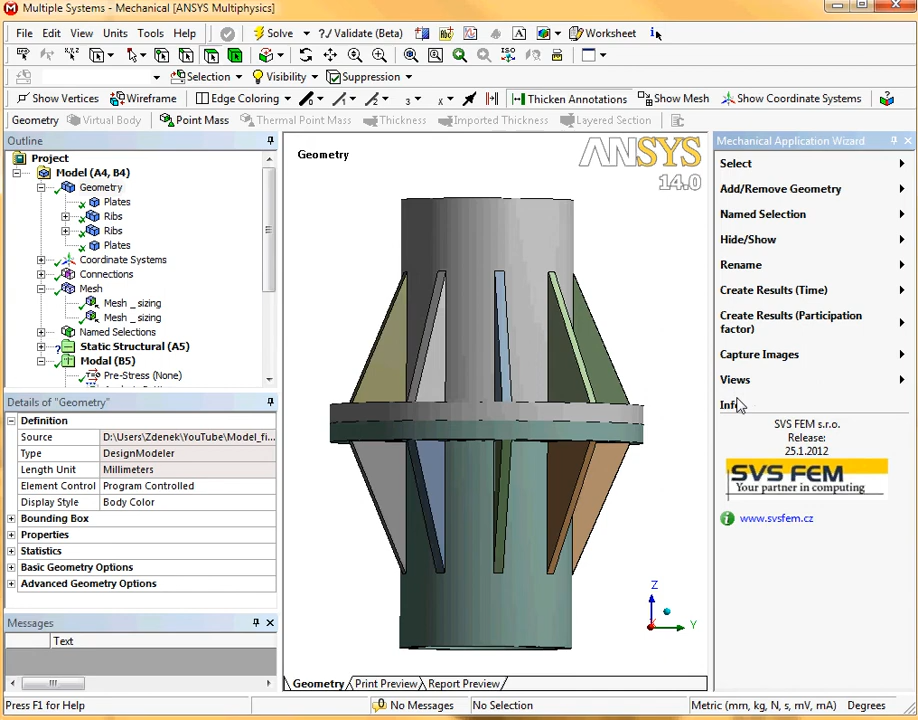 Multiple Systems - Mechanical [ANSYS Multiphysics]
File Edit View Units Tools Help Solve ?/ Validate (Beta) A Worksheet i
ISO
Selection Visibility Suppression
Show Vertices Wireframe Edge Coloring Thicken Annotations Show Mesh Show Coordinate Systems
Geometry Virtual Body Point Mass Thermal Point Mass Thickness Imported Thickness Layered Section
Outline
Project
Model (A4, B4)
Geometry
Plates
Ribs
Ribs
Plates
Coordinate Systems
Connections
Mesh
Mesh _ sizing
Mesh _ sizing
Named Selections
Static Structural (A5)
Modal (B5)
Pre-Stress (None)
Details of "Geometry"
Definition
Source D:\Users\Zdenek\YouTube\Model_fi...
Type DesignModeler
Length Unit Millimeters
Element Control Program Controlled
Display Style Body Color
Bounding Box
Properties
Statistics
Basic Geometry Options
Advanced Geometry Options
Messages
Text
Geometry
ANSYS
14.0
Z
Y
Geometry Print Preview Report Preview
Mechanical Application Wizard
Select
Add/Remove Geometry
Named Selection
Hide/Show
Rename
Create Results (Time)
Create Results (Participation
factor)
Capture Images
Views
SVS FEM s.r.o.
Release:
25.1.2012
SVS FEM
Your partner in computing
www.svsfem.cz
Press F1 for Help 0 No Messages No Selection Metric (mm, kg, N, s, mV, mA) Degrees